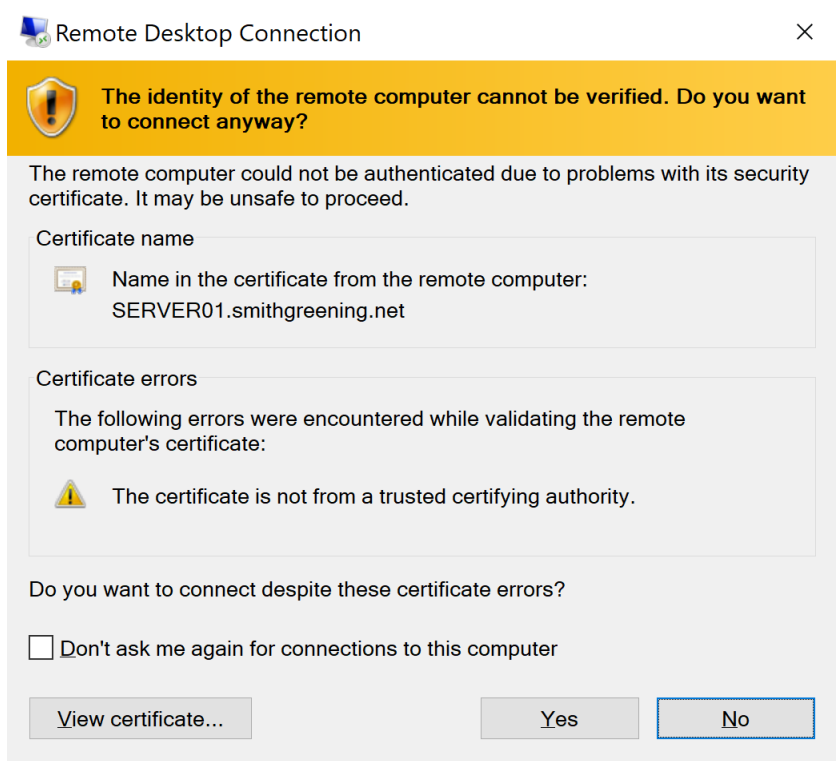 Remote Desktop Connection
The identity of the remote computer cannot be verified. Do you want
to connect anyway?
The remote computer could not be authenticated due to problems with its security
certificate. It may be unsafe to proceed.
Certificate name
Name in the certificate from the remote computer:
SERVER01.smithgreening.net
Certificate errors
The following errors were encountered while validating the remote
computer's certificate:
The certificate is not from a trusted certifying authority.
Do you want to connect despite these certificate errors?
Don't ask me again for connections to this computer
View certificate... Yes No